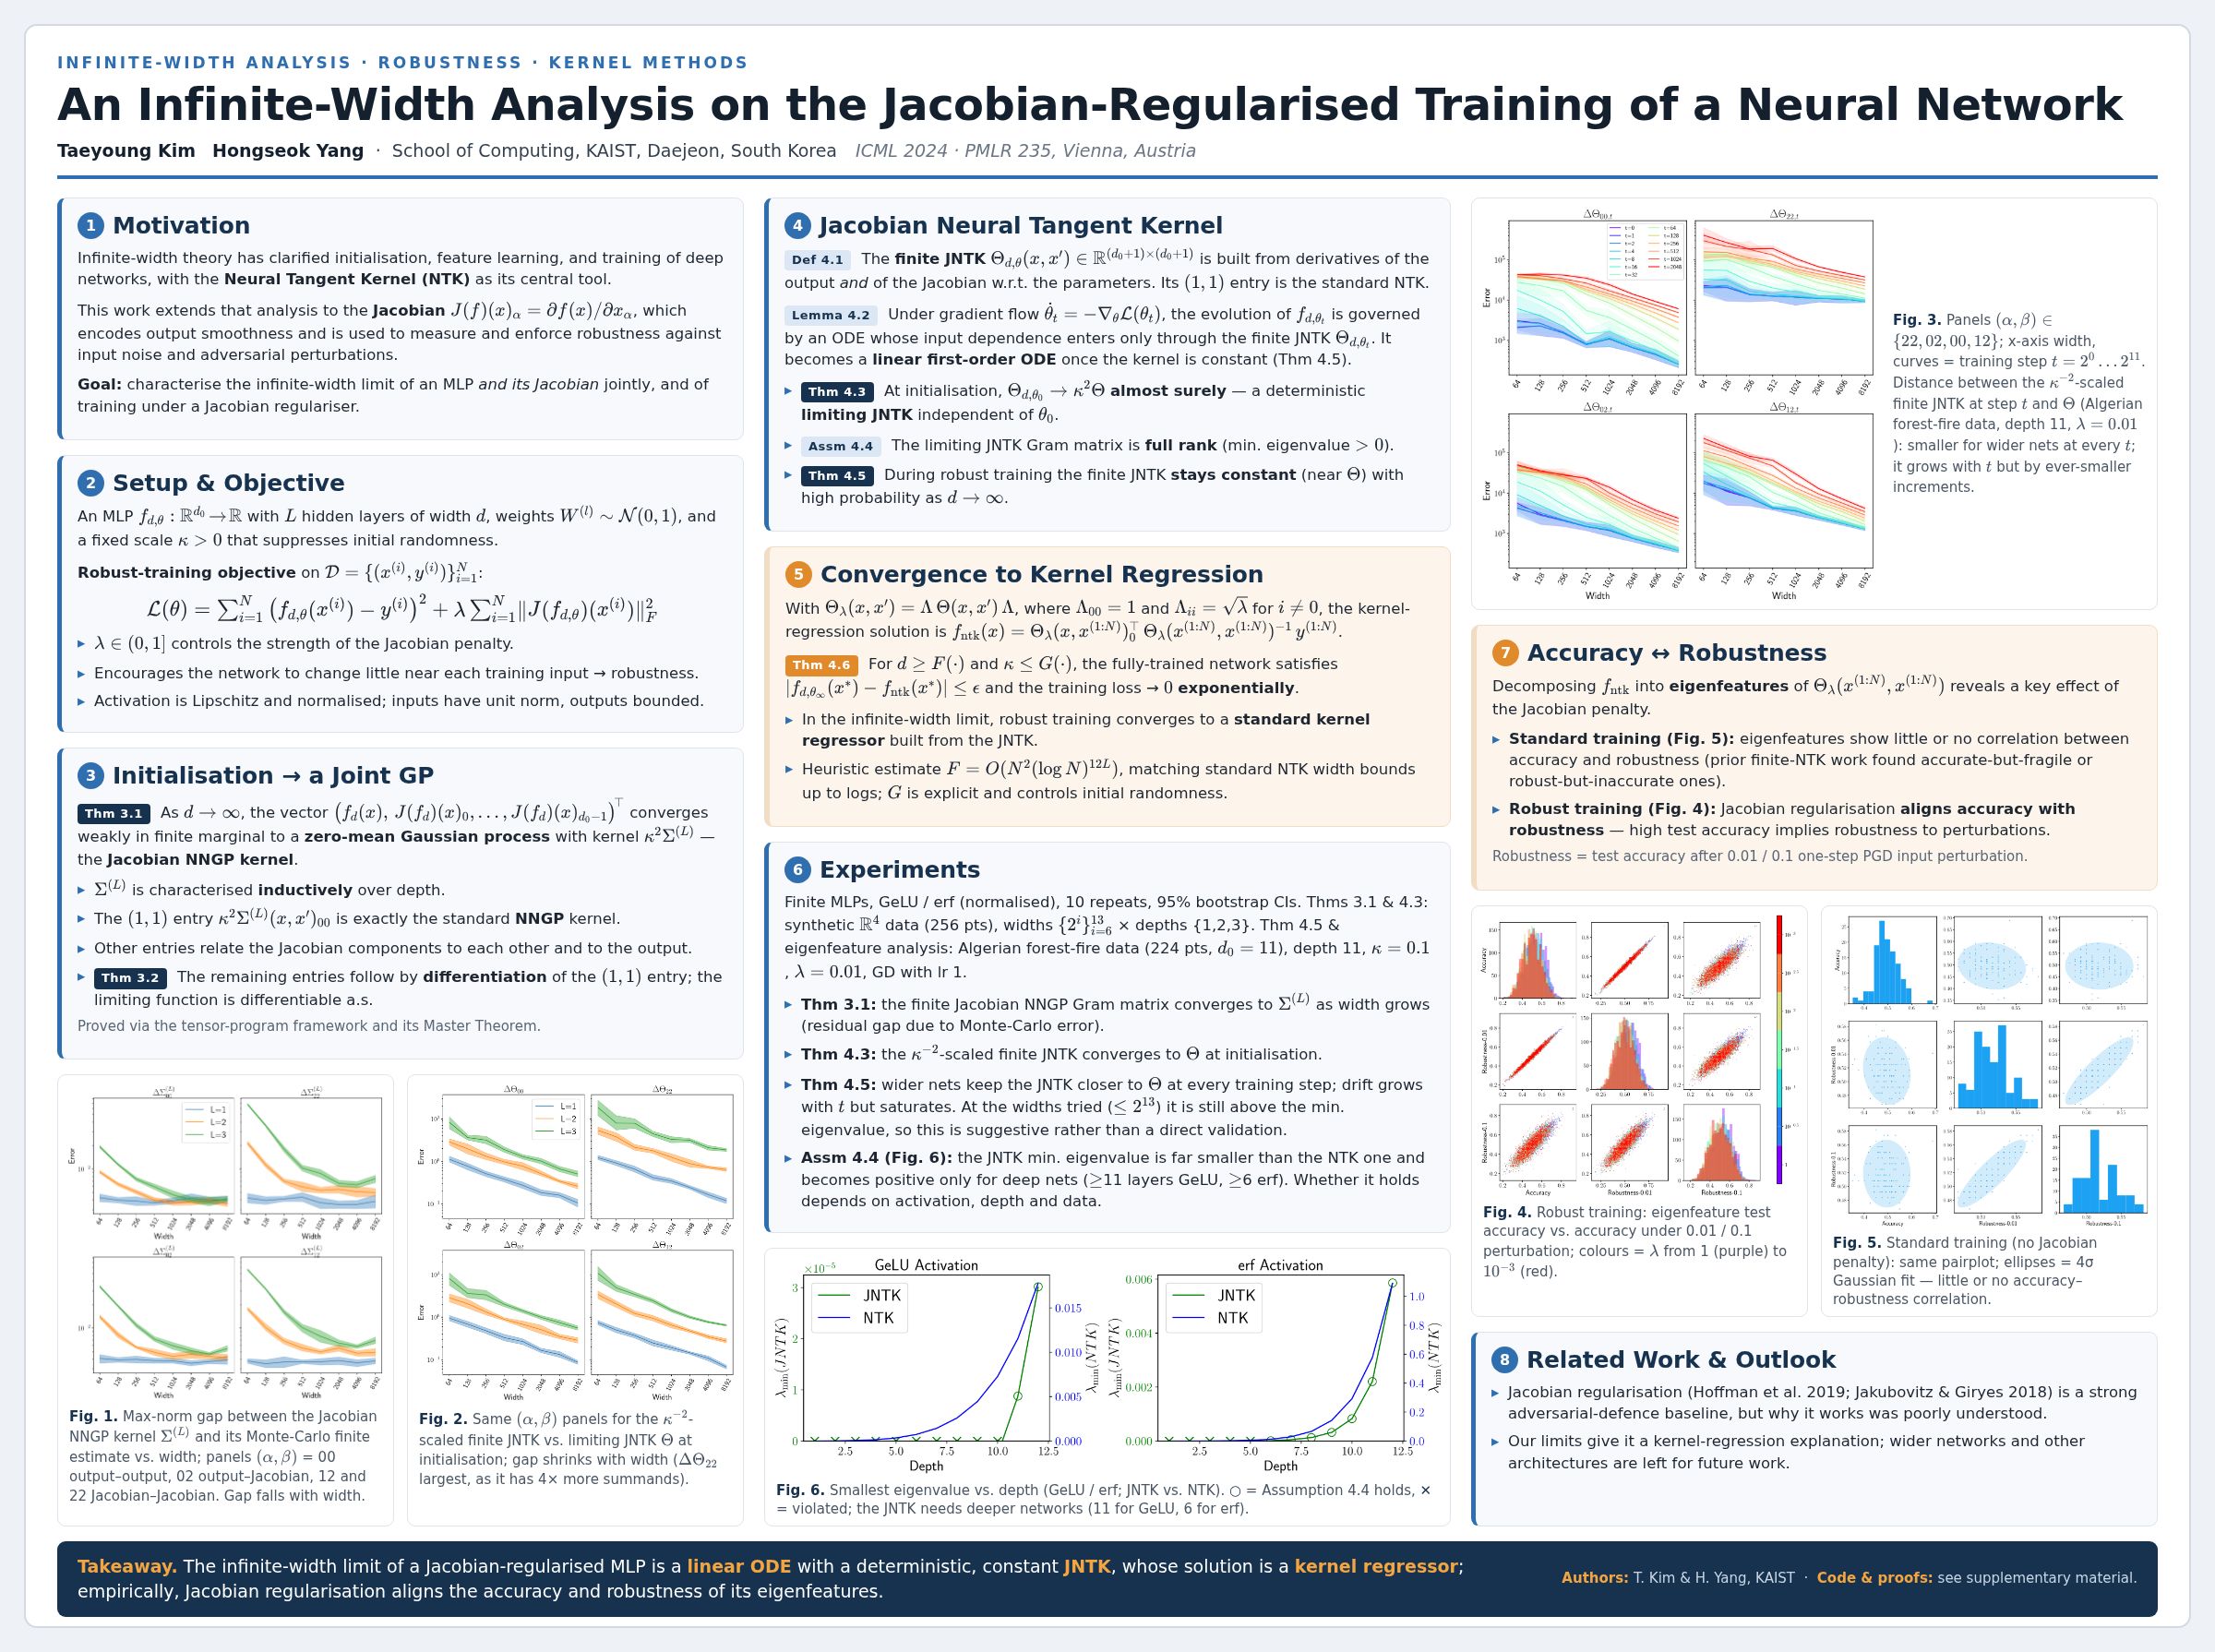 INFINITE-WIDTH ANALYSIS · ROBUSTNESS · KERNEL METHODS
An Infinite-Width Analysis on the Jacobian-Regularised Training of a Neural Network
Taeyoung Kim Hongseok Yang · School of Computing, KAIST, Daejeon, South Korea ICML 2024 · PMLR 235, Vienna, Austria
1 Motivation
Infinite-width theory has clarified initialisation, feature learning, and training of deep
networks, with the Neural Tangent Kernel (NTK) as its central tool.
This work extends that analysis to the Jacobian J(f)(x)_α = ∂f(x)/∂x_α, which
encodes output smoothness and is used to measure and enforce robustness against
input noise and adversarial perturbations.
Goal: characterise the infinite-width limit of an MLP and its Jacobian jointly, and of
training under a Jacobian regulariser.
2 Setup & Objective
An MLP f_{d,θ} : ℝ^{d_0} → ℝ with L hidden layers of width d, weights W^{(l)} ∼ 𝒩(0, 1), and
a fixed scale κ > 0 that suppresses initial randomness.
Robust-training objective on 𝒟 = {(x^{(i)}, y^{(i)})}_{i=1}^N:
ℒ(θ) = ∑_{i=1}^N (f_{d,θ}(x^{(i)}) − y^{(i)})² + λ ∑_{i=1}^N ‖J(f_{d,θ})(x^{(i)})‖_F^2
▸ λ ∈ (0, 1] controls the strength of the Jacobian penalty.
▸ Encourages the network to change little near each training input → robustness.
▸ Activation is Lipschitz and normalised; inputs have unit norm, outputs bounded.
3 Initialisation → a Joint GP
Thm 3.1 As d → ∞, the vector (f_d(x), J(f_d)(x)_0, …, J(f_d)(x)_{d_0−1})^⊤ converges
weakly in finite marginal to a zero-mean Gaussian process with kernel κ²Σ^{(L)} —
the Jacobian NNGP kernel.
▸ Σ^{(L)} is characterised inductively over depth.
▸ The (1, 1) entry κ²Σ^{(L)}(x, x′)_{00} is exactly the standard NNGP kernel.
▸ Other entries relate the Jacobian components to each other and to the output.
▸ Thm 3.2 The remaining entries follow by differentiation of the (1, 1) entry; the
limiting function is differentiable a.s.
Proved via the tensor-program framework and its Master Theorem.
Fig. 1. Max-norm gap between the Jacobian
NNGP kernel Σ^{(L)} and its Monte-Carlo finite
estimate vs. width; panels (α, β) = 00
output–output, 02 output–Jacobian, 12 and
22 Jacobian–Jacobian. Gap falls with width.
Fig. 2. Same (α, β) panels for the κ^{−2}-
scaled finite JNTK vs. limiting JNTK Θ at
initialisation; gap shrinks with width (ΔΘ_{22}
largest, as it has 4× more summands).
4 Jacobian Neural Tangent Kernel
Def 4.1 The finite JNTK Θ_{d,θ}(x, x′) ∈ ℝ^{(d_0+1)×(d_0+1)} is built from derivatives of the
output and of the Jacobian w.r.t. the parameters. Its (1, 1) entry is the standard NTK.
Lemma 4.2 Under gradient flow θ̇_t = −∇_θ ℒ(θ_t), the evolution of f_{d,θ_t} is governed
by an ODE whose input dependence enters only through the finite JNTK Θ_{d,θ_t}. It
becomes a linear first-order ODE once the kernel is constant (Thm 4.5).
▸ Thm 4.3 At initialisation, Θ_{d,θ_0} → κ²Θ almost surely — a deterministic
limiting JNTK independent of θ_0.
▸ Assm 4.4 The limiting JNTK Gram matrix is full rank (min. eigenvalue > 0).
▸ Thm 4.5 During robust training the finite JNTK stays constant (near Θ) with
high probability as d → ∞.
5 Convergence to Kernel Regression
With Θ_λ(x, x′) = Λ Θ(x, x′) Λ, where Λ_{00} = 1 and Λ_{ii} = √λ for i ≠ 0, the kernel-
regression solution is f_{ntk}(x) = Θ_λ(x, x^{(1:N)})_0^⊤ Θ_λ(x^{(1:N)}, x^{(1:N)})^{−1} y^{(1:N)}.
Thm 4.6 For d ≥ F(·) and κ ≤ G(·), the fully-trained network satisfies
|f_{d,θ_∞}(x*) − f_{ntk}(x*)| ≤ ϵ and the training loss → 0 exponentially.
▸ In the infinite-width limit, robust training converges to a standard kernel
regressor built from the JNTK.
▸ Heuristic estimate F = O(N²(log N)^{12L}), matching standard NTK width bounds
up to logs; G is explicit and controls initial randomness.
6 Experiments
Finite MLPs, GeLU / erf (normalised), 10 repeats, 95% bootstrap CIs. Thms 3.1 & 4.3:
synthetic ℝ⁴ data (256 pts), widths {2^i}_{i=6}^{13} × depths {1,2,3}. Thm 4.5 &
eigenfeature analysis: Algerian forest-fire data (224 pts, d_0 = 11), depth 11, κ = 0.1
, λ = 0.01, GD with lr 1.
▸ Thm 3.1: the finite Jacobian NNGP Gram matrix converges to Σ^{(L)} as width grows
(residual gap due to Monte-Carlo error).
▸ Thm 4.3: the κ^{−2}-scaled finite JNTK converges to Θ at initialisation.
▸ Thm 4.5: wider nets keep the JNTK closer to Θ at every training step; drift grows
with t but saturates. At the widths tried (≤ 2^{13}) it is still above the min.
eigenvalue, so this is suggestive rather than a direct validation.
▸ Assm 4.4 (Fig. 6): the JNTK min. eigenvalue is far smaller than the NTK one and
becomes positive only for deep nets (≥11 layers GeLU, ≥6 erf). Whether it holds
depends on activation, depth and data.
GeLU Activation
erf Activation
JNTK
NTK
JNTK
NTK
Depth
Depth
Fig. 6. Smallest eigenvalue vs. depth (GeLU / erf; JNTK vs. NTK). ○ = Assumption 4.4 holds, ✕
= violated; the JNTK needs deeper networks (11 for GeLU, 6 for erf).
Fig. 3. Panels (α, β) ∈
{22, 02, 00, 12}; x-axis width,
curves = training step t = 2^0 … 2^{11}.
Distance between the κ^{−2}-scaled
finite JNTK at step t and Θ (Algerian
forest-fire data, depth 11, λ = 0.01
): smaller for wider nets at every t;
it grows with t but by ever-smaller
increments.
7 Accuracy ↔ Robustness
Decomposing f_{ntk} into eigenfeatures of Θ_λ(x^{(1:N)}, x^{(1:N)}) reveals a key effect of
the Jacobian penalty.
▸ Standard training (Fig. 5): eigenfeatures show little or no correlation between
accuracy and robustness (prior finite-NTK work found accurate-but-fragile or
robust-but-inaccurate ones).
▸ Robust training (Fig. 4): Jacobian regularisation aligns accuracy with
robustness — high test accuracy implies robustness to perturbations.
Robustness = test accuracy after 0.01 / 0.1 one-step PGD input perturbation.
Fig. 4. Robust training: eigenfeature test
accuracy vs. accuracy under 0.01 / 0.1
perturbation; colours = λ from 1 (purple) to
10^{−3} (red).
Fig. 5. Standard training (no Jacobian
penalty): same pairplot; ellipses = 4σ
Gaussian fit — little or no accuracy–
robustness correlation.
8 Related Work & Outlook
▸ Jacobian regularisation (Hoffman et al. 2019; Jakubovitz & Giryes 2018) is a strong
adversarial-defence baseline, but why it works was poorly understood.
▸ Our limits give it a kernel-regression explanation; wider networks and other
architectures are left for future work.
Takeaway. The infinite-width limit of a Jacobian-regularised MLP is a linear ODE with a deterministic, constant JNTK, whose solution is a kernel regressor;
empirically, Jacobian regularisation aligns the accuracy and robustness of its eigenfeatures.
Authors: T. Kim & H. Yang, KAIST · Code & proofs: see supplementary material.